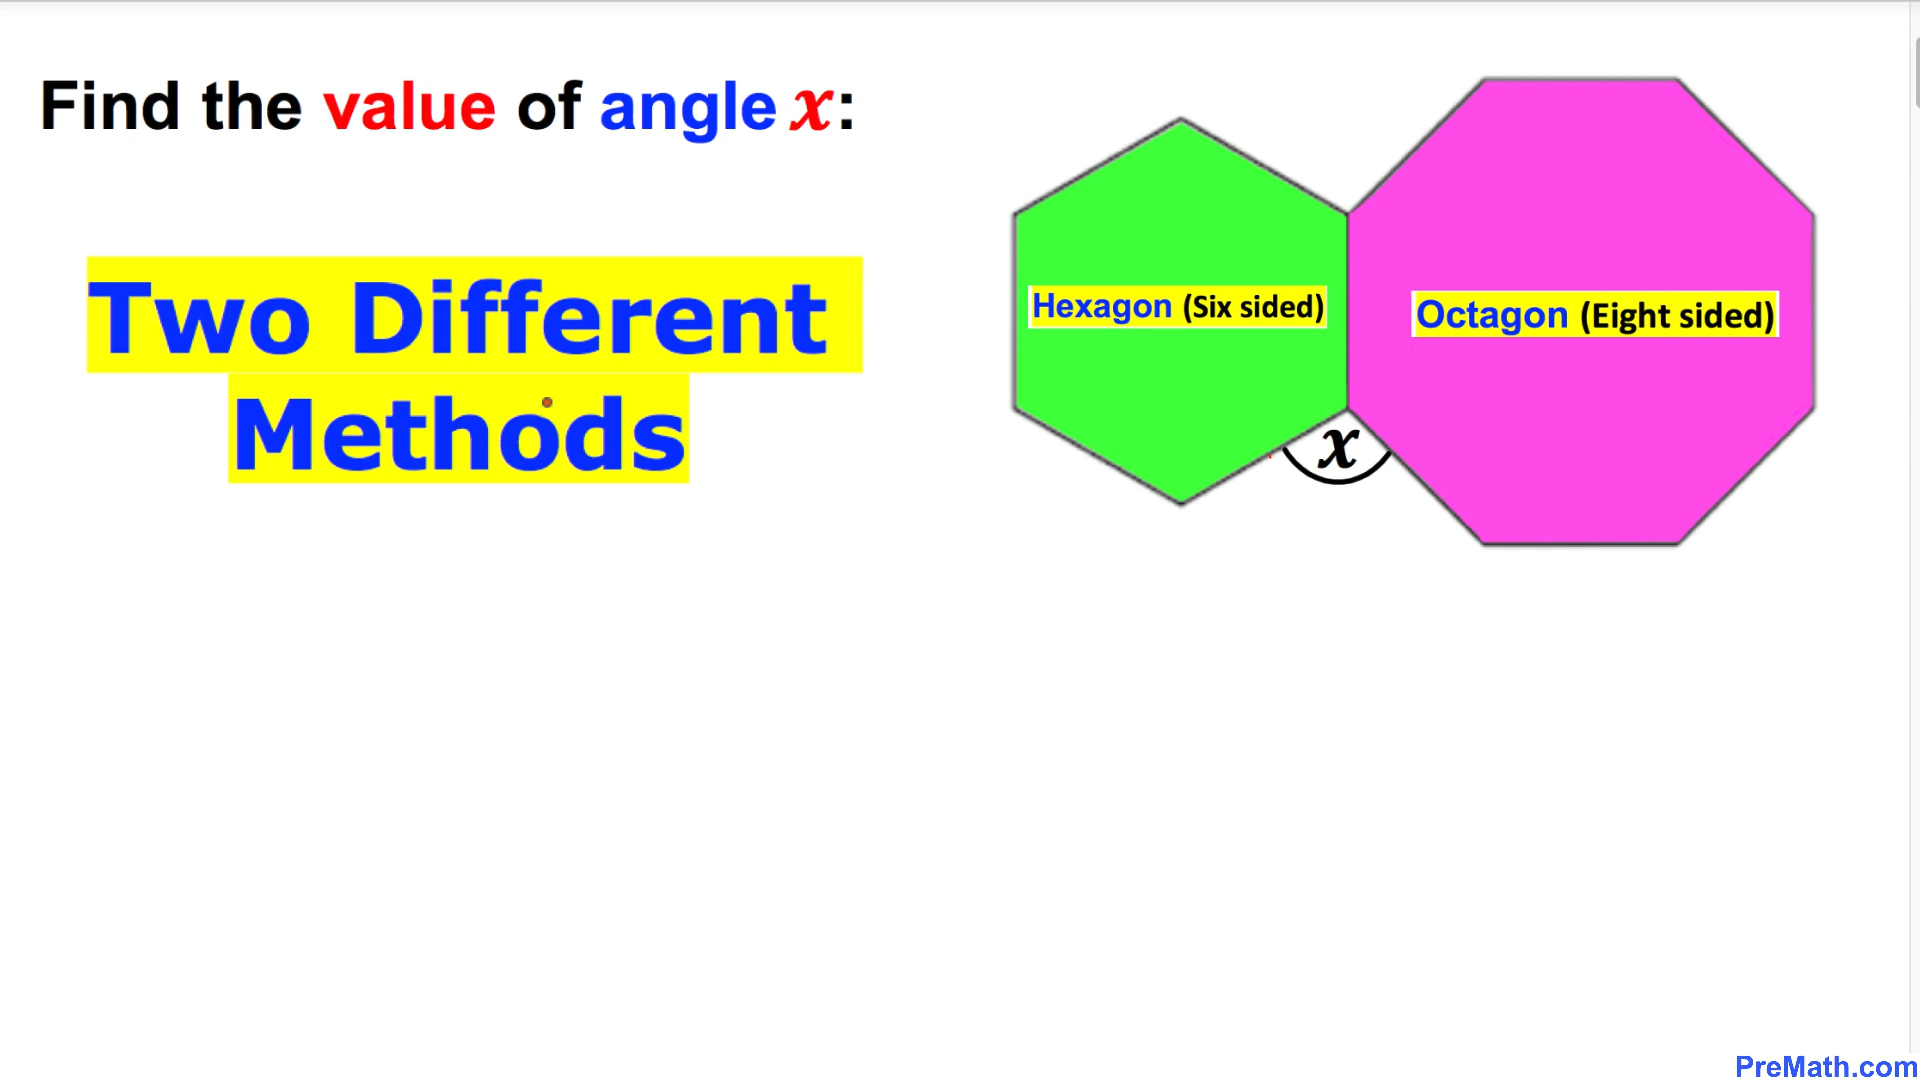 Find the value of angle x:
Two Different
Methods
Hexagon (Six sided)
Octagon (Eight sided)
x
PreMath.com